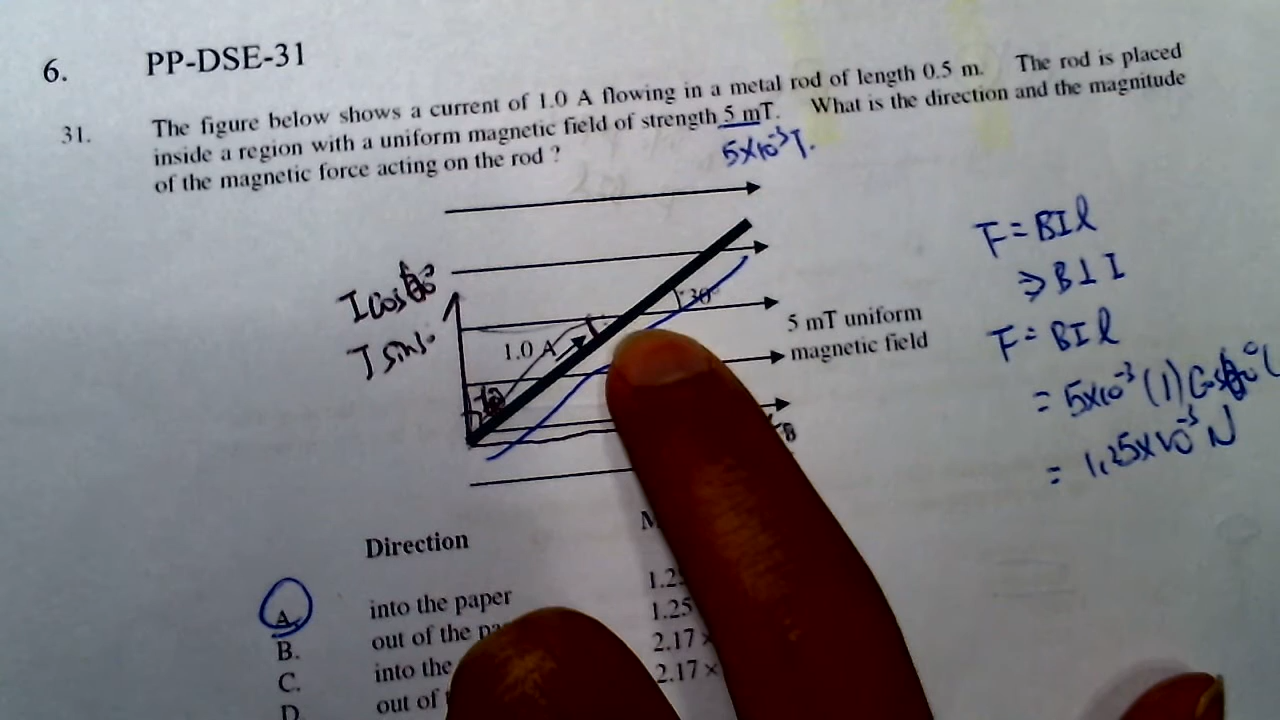 6. PP-DSE-31
31. The figure below shows a current of 1.0 A flowing in a metal rod of length 0.5 m. The rod is placed
inside a region with a uniform magnetic field of strength 5 mT. What is the direction and the magnitude
of the magnetic force acting on the rod ?
5×10⁻³T.
F = BIl
⇒ B⊥I
F = BIl
= 5×10⁻³ (1)
= 1.25×10⁻³ N
I cos
I sin
30°
1.0 A
5 mT uniform
magnetic field
B
Direction
A. into the paper
B. out of the
C. into the
D. out of
1.25
2.17 ×
2.17 ×